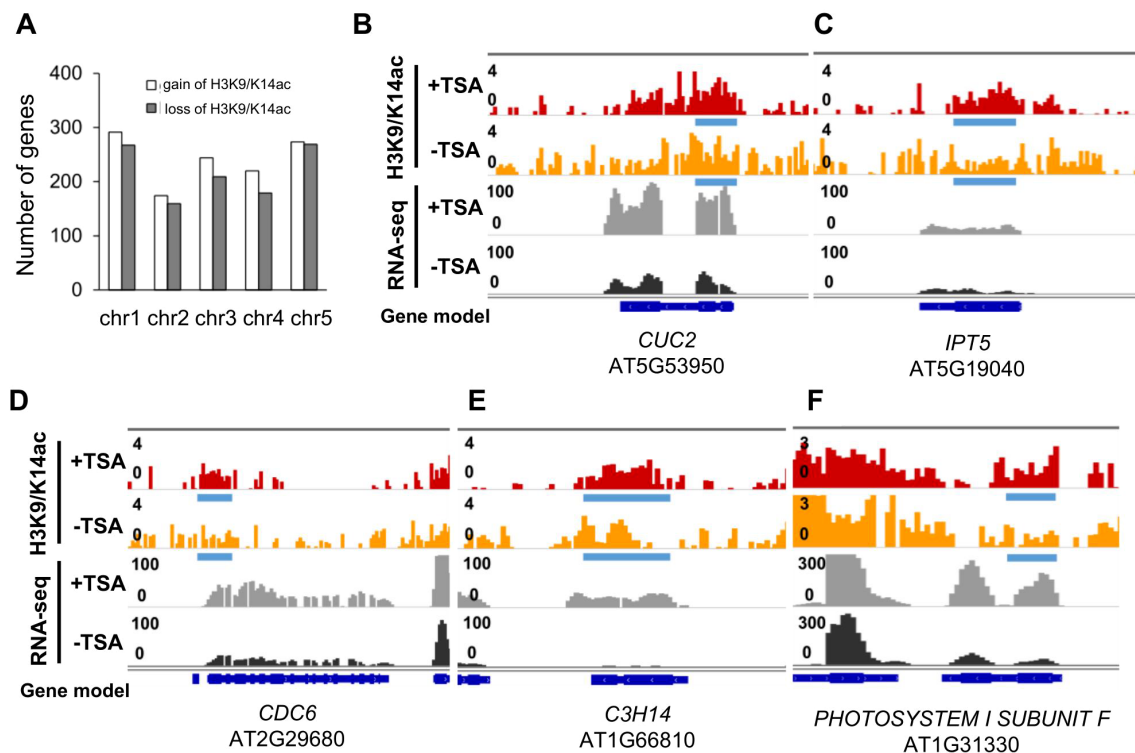 A
400
300
200
100
0
Number of genes
gain of H3K9/K14ac
loss of H3K9/K14ac
chr1 chr2 chr3 chr4 chr5
B
H3K9/K14ac
+TSA
4
0
-TSA
4
0
RNA-seq
+TSA
100
0
-TSA
100
0
Gene model
CUC2
AT5G53950
C
4
0
4
0
100
0
100
0
IPT5
AT5G19040
D
H3K9/K14ac
+TSA
4
0
-TSA
4
0
RNA-seq
+TSA
100
0
-TSA
100
0
Gene model
CDC6
AT2G29680
E
4
0
4
0
100
0
100
0
C3H14
AT1G66810
F
3
0
3
0
300
0
300
0
PHOTOSYSTEM I SUBUNIT F
AT1G31330